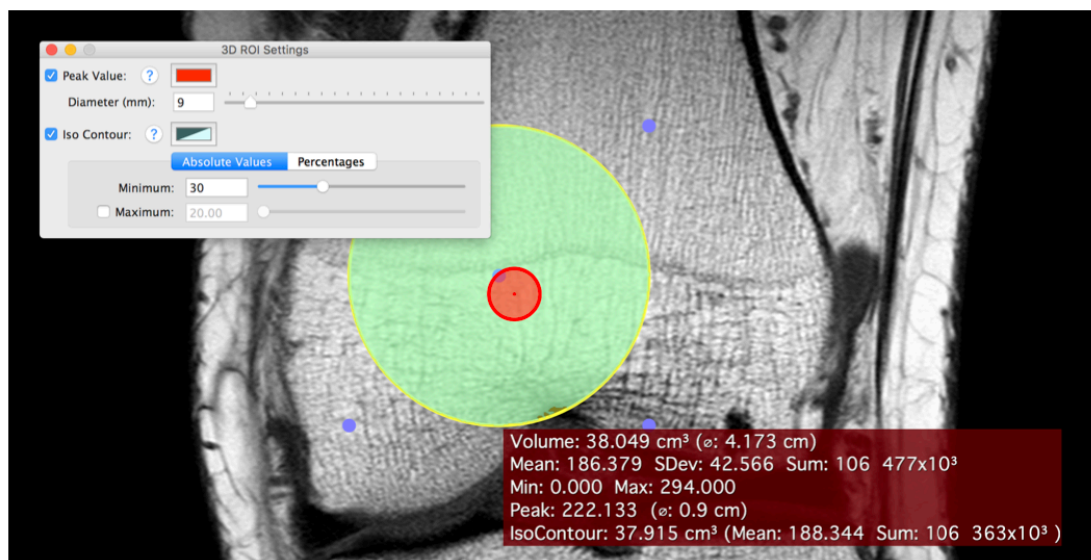 3D ROI Settings
Peak Value: ?
Diameter (mm): 9
Iso Contour: ?
Absolute Values Percentages
Minimum: 30
Maximum: 20.00
Volume: 38.049 cm³ (⌀: 4.173 cm)
Mean: 186.379 SDev: 42.566 Sum: 106 477x10³
Min: 0.000 Max: 294.000
Peak: 222.133 (⌀: 0.9 cm)
IsoContour: 37.915 cm³ (Mean: 188.344 Sum: 106 363x10³ )